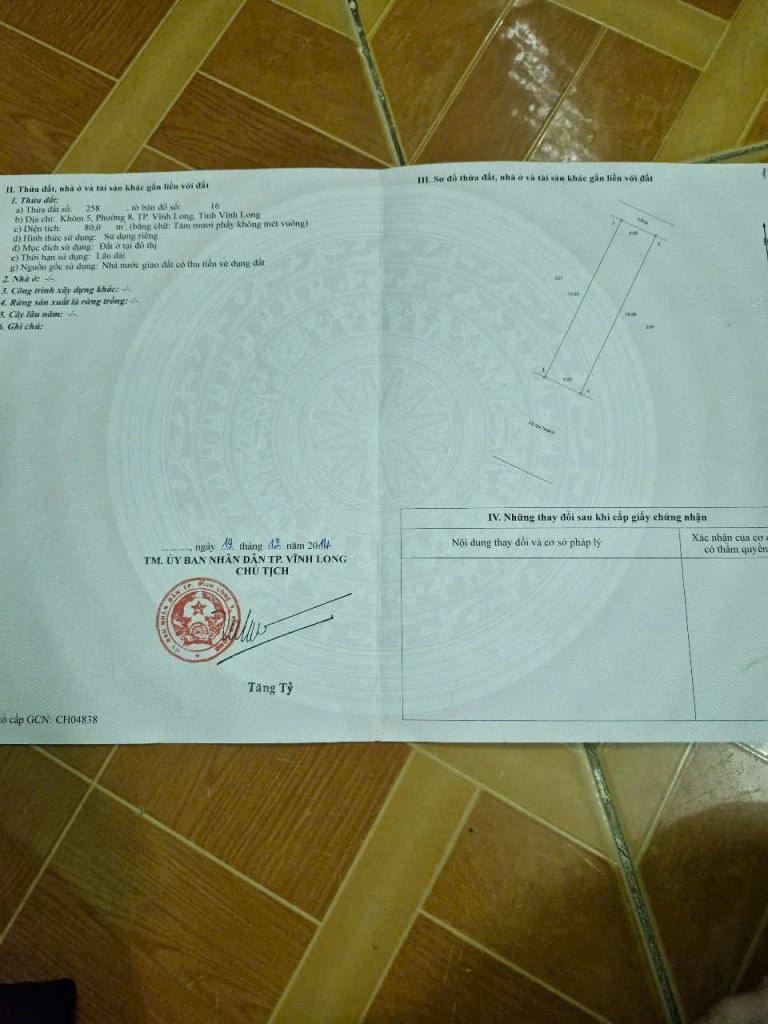 II. Thửa đất, nhà ở và tài sản khác gắn liền với đất
1. Thửa đất:
a) Thửa đất số: 258 , tờ bản đồ số: 16
b) Địa chỉ: Khóm 5, Phường 8, TP. Vĩnh Long, Tỉnh Vĩnh Long
c) Diện tích: 80,0 m², (bằng chữ: Tám mươi phẩy không mét vuông)
d) Hình thức sử dụng: Sử dụng riêng
đ) Mục đích sử dụng: Đất ở tại đô thị
e) Thời hạn sử dụng: Lâu dài
g) Nguồn gốc sử dụng: Nhà nước giao đất có thu tiền sử dụng đất
2. Nhà ở: -/-
3. Công trình xây dựng khác: -/-
4. Rừng sản xuất là rừng trồng: -/-
5. Cây lâu năm: -/-
6. Ghi chú:
..........., ngày 19 tháng 12 năm 2014
TM. ỦY BAN NHÂN DÂN TP. VĨNH LONG
CHỦ TỊCH
Tăng Tỷ
số cấp GCN: CH04838
III. Sơ đồ thửa đất, nhà ở và tài sản khác gắn liền với đất
Cống
4.00
257
259
1
4
4.00
IV. Những thay đổi sau khi cấp giấy chứng nhận
Nội dung thay đổi và cơ sở pháp lý
Xác nhận của cơ
có thẩm quyền